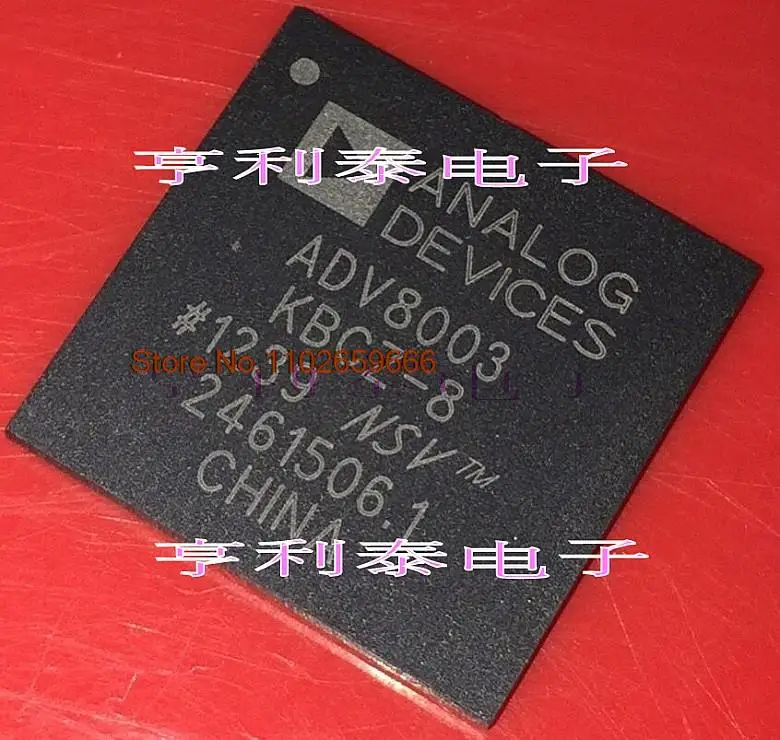 亨利泰电子
ANALOG
DEVICES
ADV8003
KBCZ-8
Store No. 1102659666
#1239 NSV™
2461506.1
CHINA
亨利泰电子